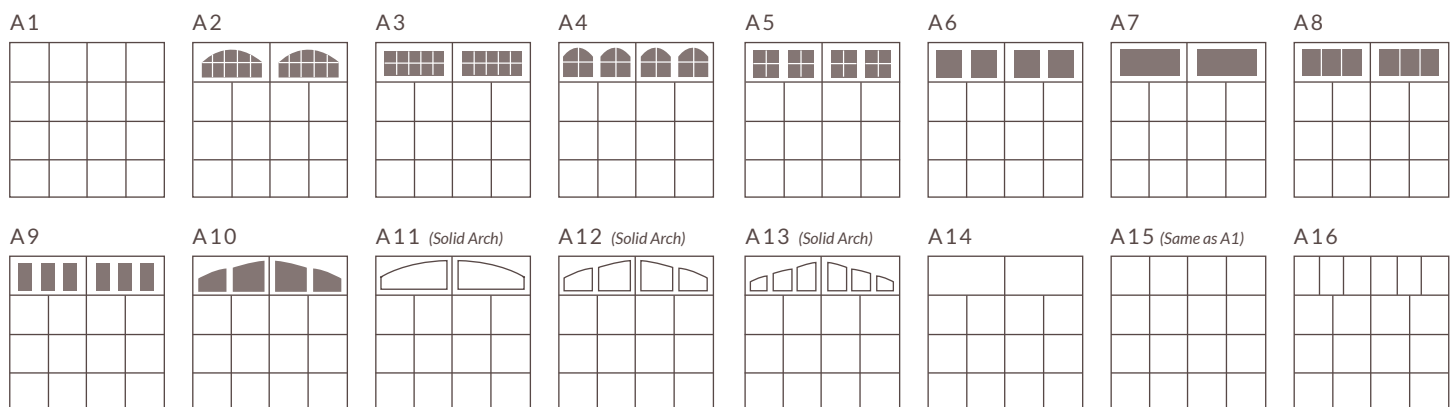 A1 A2 A3 A4 A5 A6 A7 A8
A9 A10 A11 (Solid Arch) A12 (Solid Arch) A13 (Solid Arch) A14 A15 (Same as A1) A16